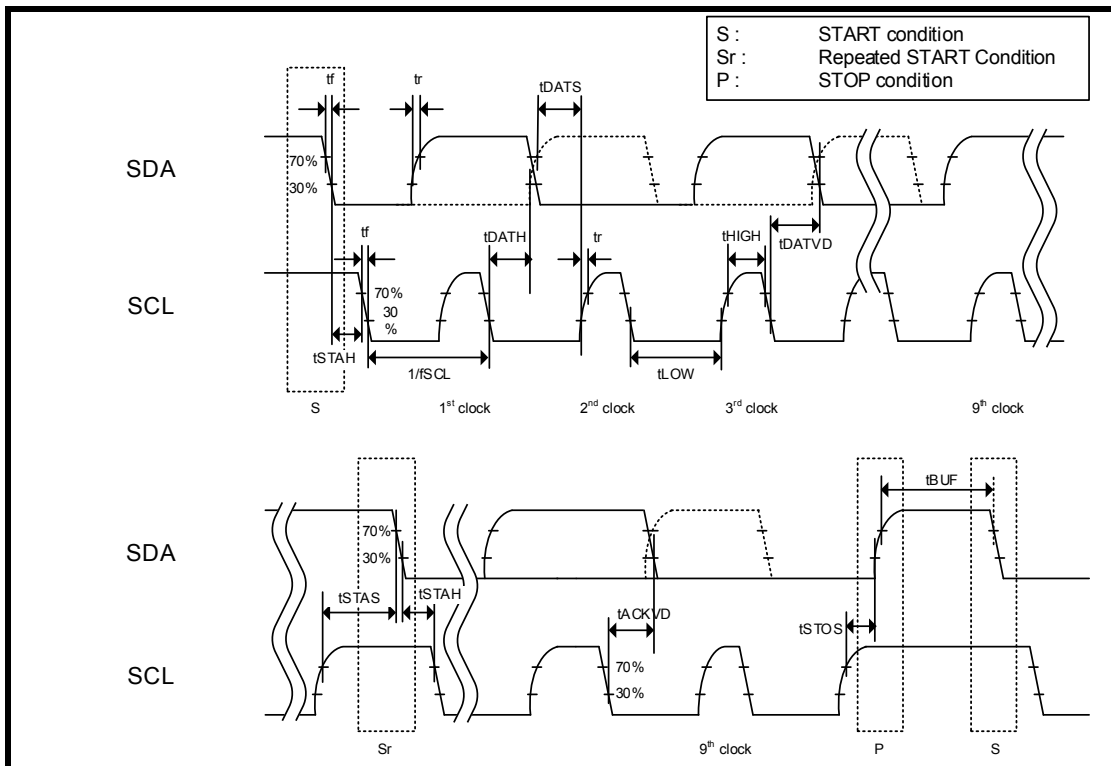 S : START condition
Sr : Repeated START Condition
P : STOP condition
tf
tr
tDATS
SDA
70%
30%
tf
tDATH
tr
tHIGH
tDATVD
SCL
70%
30
%
tSTAH
1/fSCL
tLOW
S
1st clock
2nd clock
3rd clock
9th clock
tBUF
SDA
70%
30%
tSTAS
tSTAH
tACKVD
tSTOS
SCL
70%
30%
Sr
9th clock
P
S